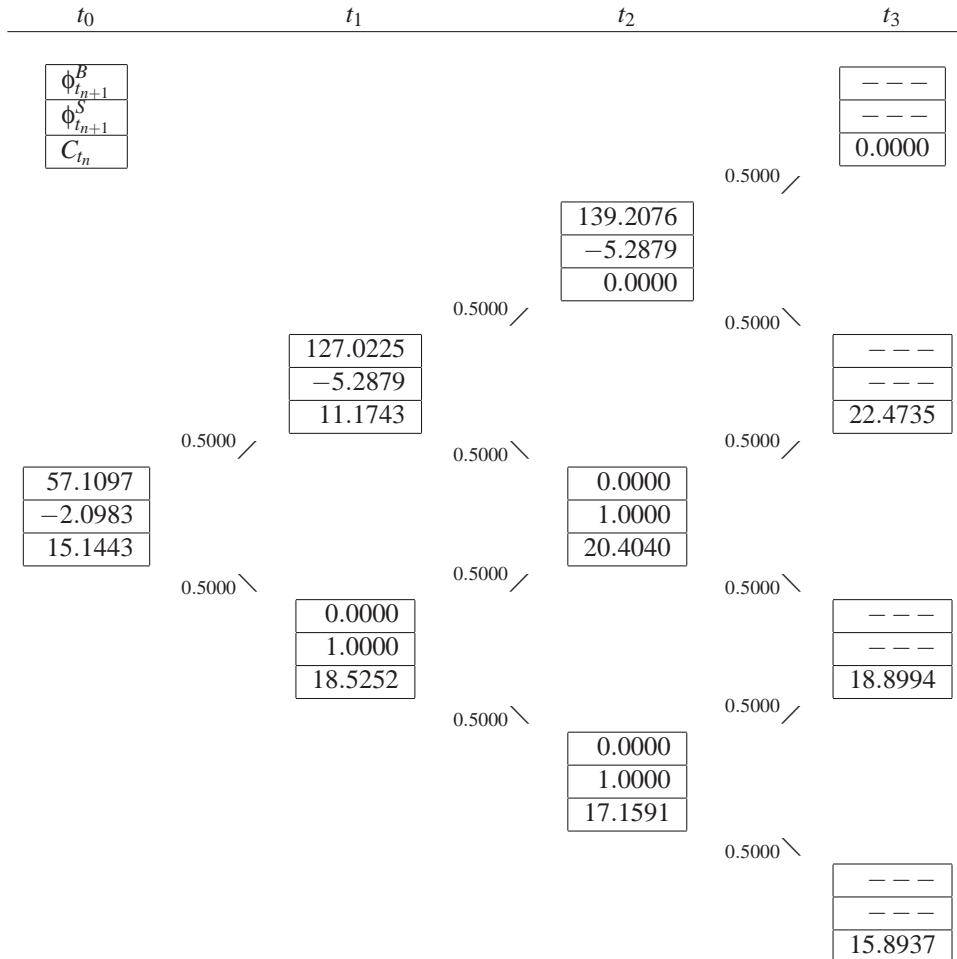 t_0 t_1 t_2 t_3
ϕ^B_{t_{n+1}} − − −
ϕ^S_{t_{n+1}} − − −
C_{t_n} 0.0000
0.5000
139.2076
−5.2879
0.0000
0.5000 0.5000
127.0225 − − −
−5.2879 − − −
11.1743 22.4735
0.5000 0.5000 0.5000
57.1097 0.0000
−2.0983 1.0000
15.1443 20.4040
0.5000 0.5000 0.5000
0.0000 − − −
1.0000 − − −
18.5252 18.8994
0.5000 0.5000
0.0000
1.0000
17.1591
0.5000
− − −
− − −
15.8937